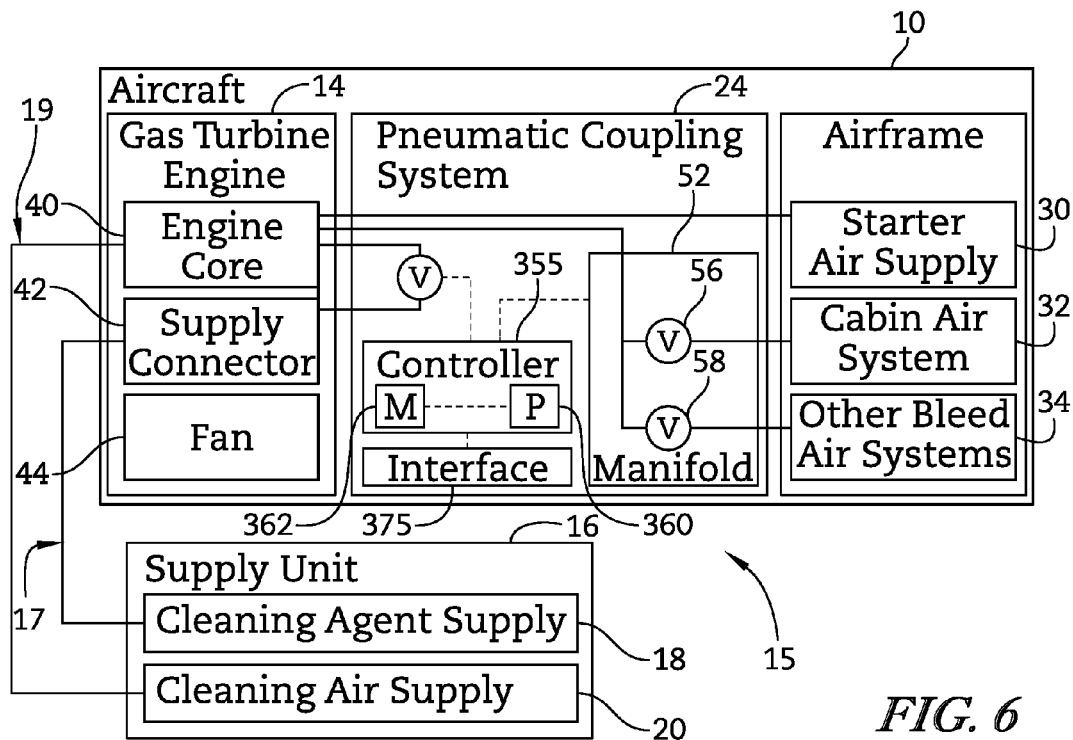 10
Aircraft
14
24
19
Gas Turbine
Engine
Pneumatic Coupling
System
Airframe
52
40
Engine
Core
V
355
56
Starter
Air Supply
30
42
Supply
Connector
Controller
M
P
V
58
V
Cabin Air
System
32
Other Bleed
Air Systems
34
44
Fan
Interface
Manifold
362
375
16
360
17
Supply Unit
Cleaning Agent Supply
18
15
Cleaning Air Supply
20
FIG. 6